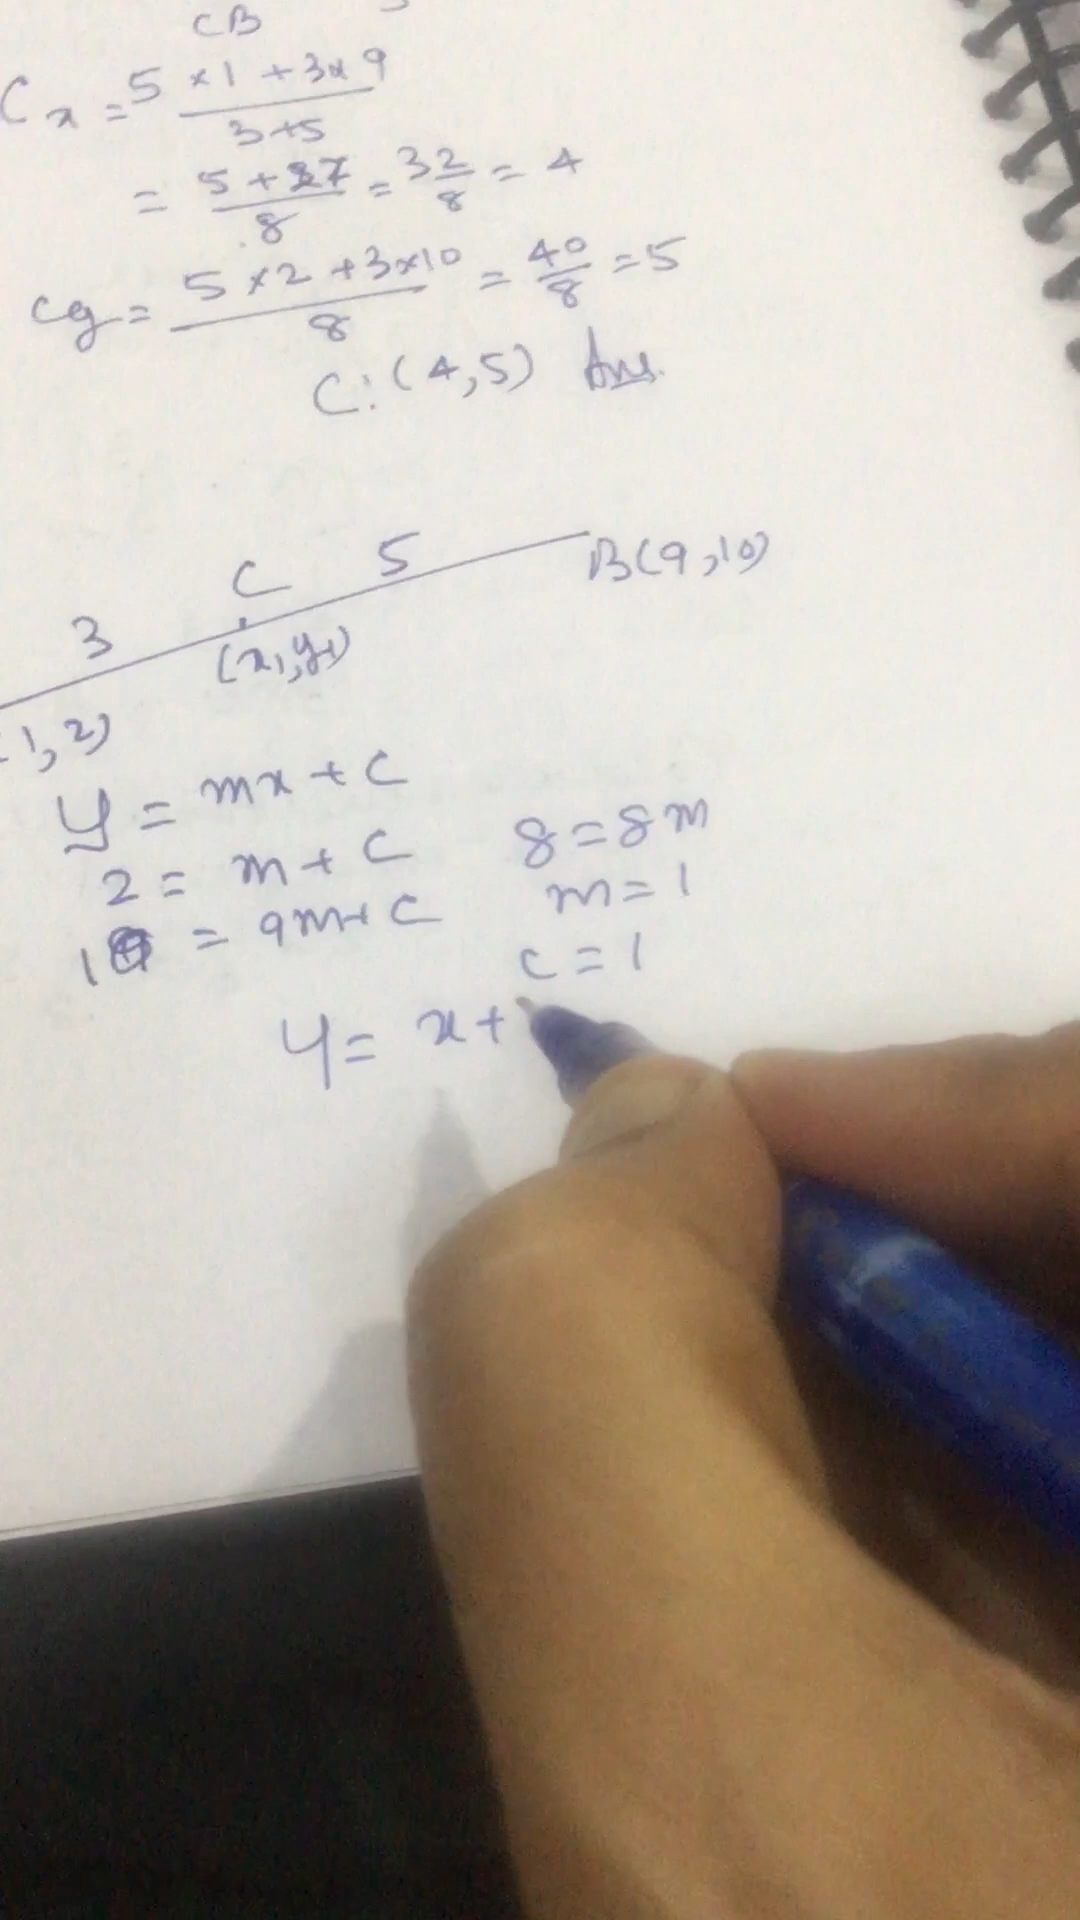 CB
Cx = 5 × 1 + 3 × 9
3+5
= 5+27 = 32 = 4
8 8
Cy = 5 × 2 + 3×10 = 40 = 5
8 8
C: (4,5) Ans.
C 5 B(9,10)
3 (x1,y1)
1,2)
y = mx + c
2 = m + c 8 = 8m
10 = 9m + c m = 1
c = 1
y = x +